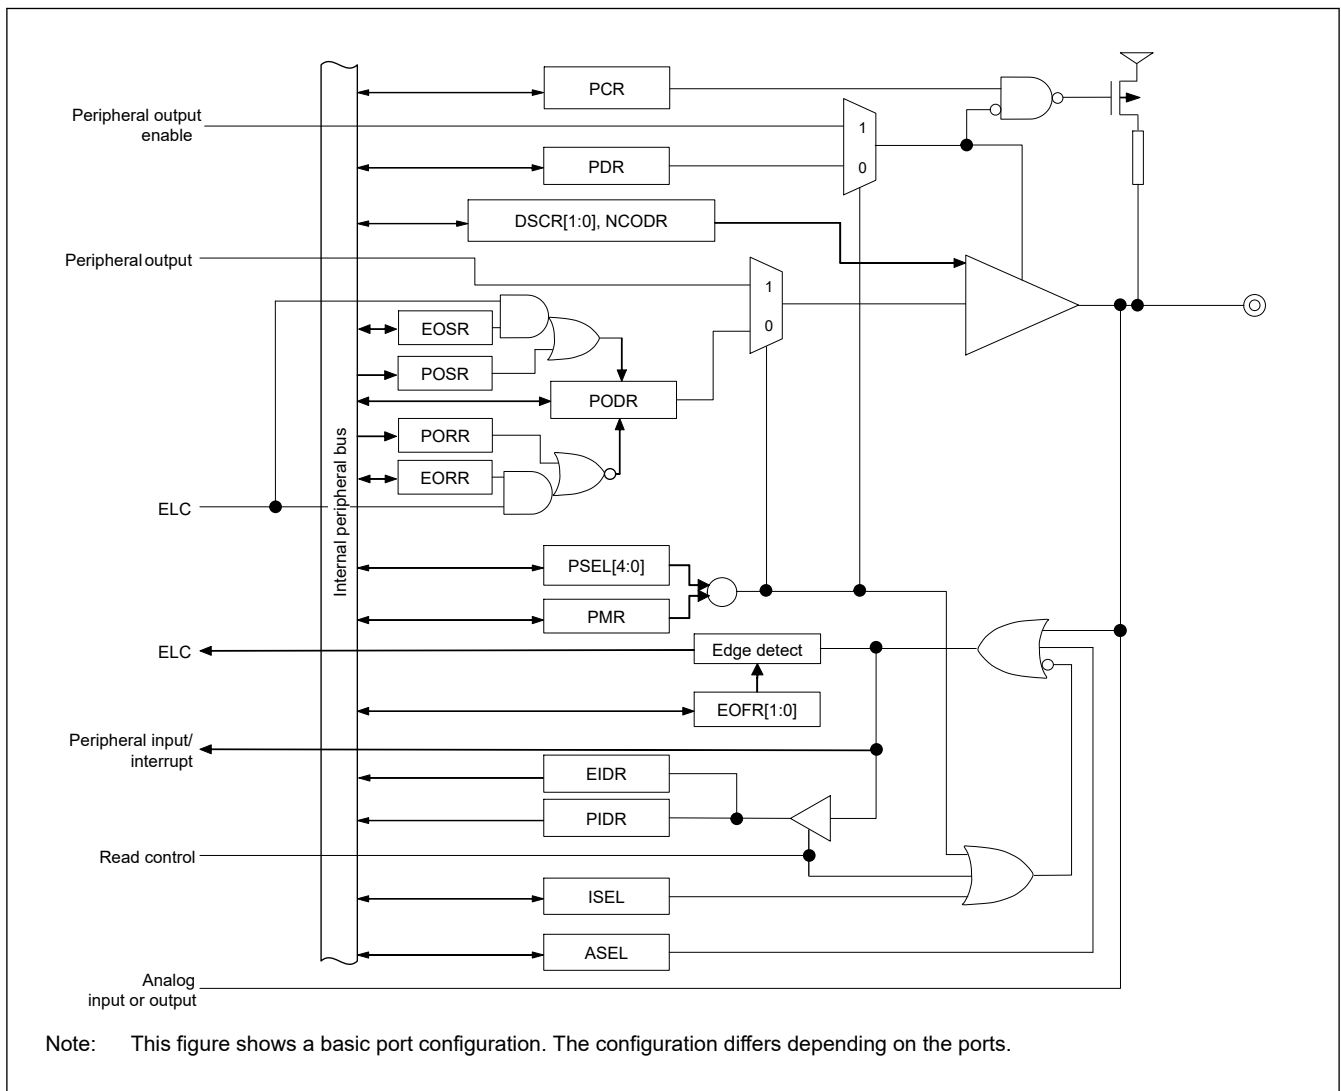 PCR
Peripheral output
enable
1
0
PDR
DSCR[1:0], NCODR
Peripheral output
1
0
EOSR
POSR
PODR
PORR
EORR
Internal peripheral bus
ELC
PSEL[4:0]
PMR
ELC
Edge detect
EOFR[1:0]
Peripheral input/
interrupt
EIDR
PIDR
Read control
ISEL
ASEL
Analog
input or output
Note: This figure shows a basic port configuration. The configuration differs depending on the ports.